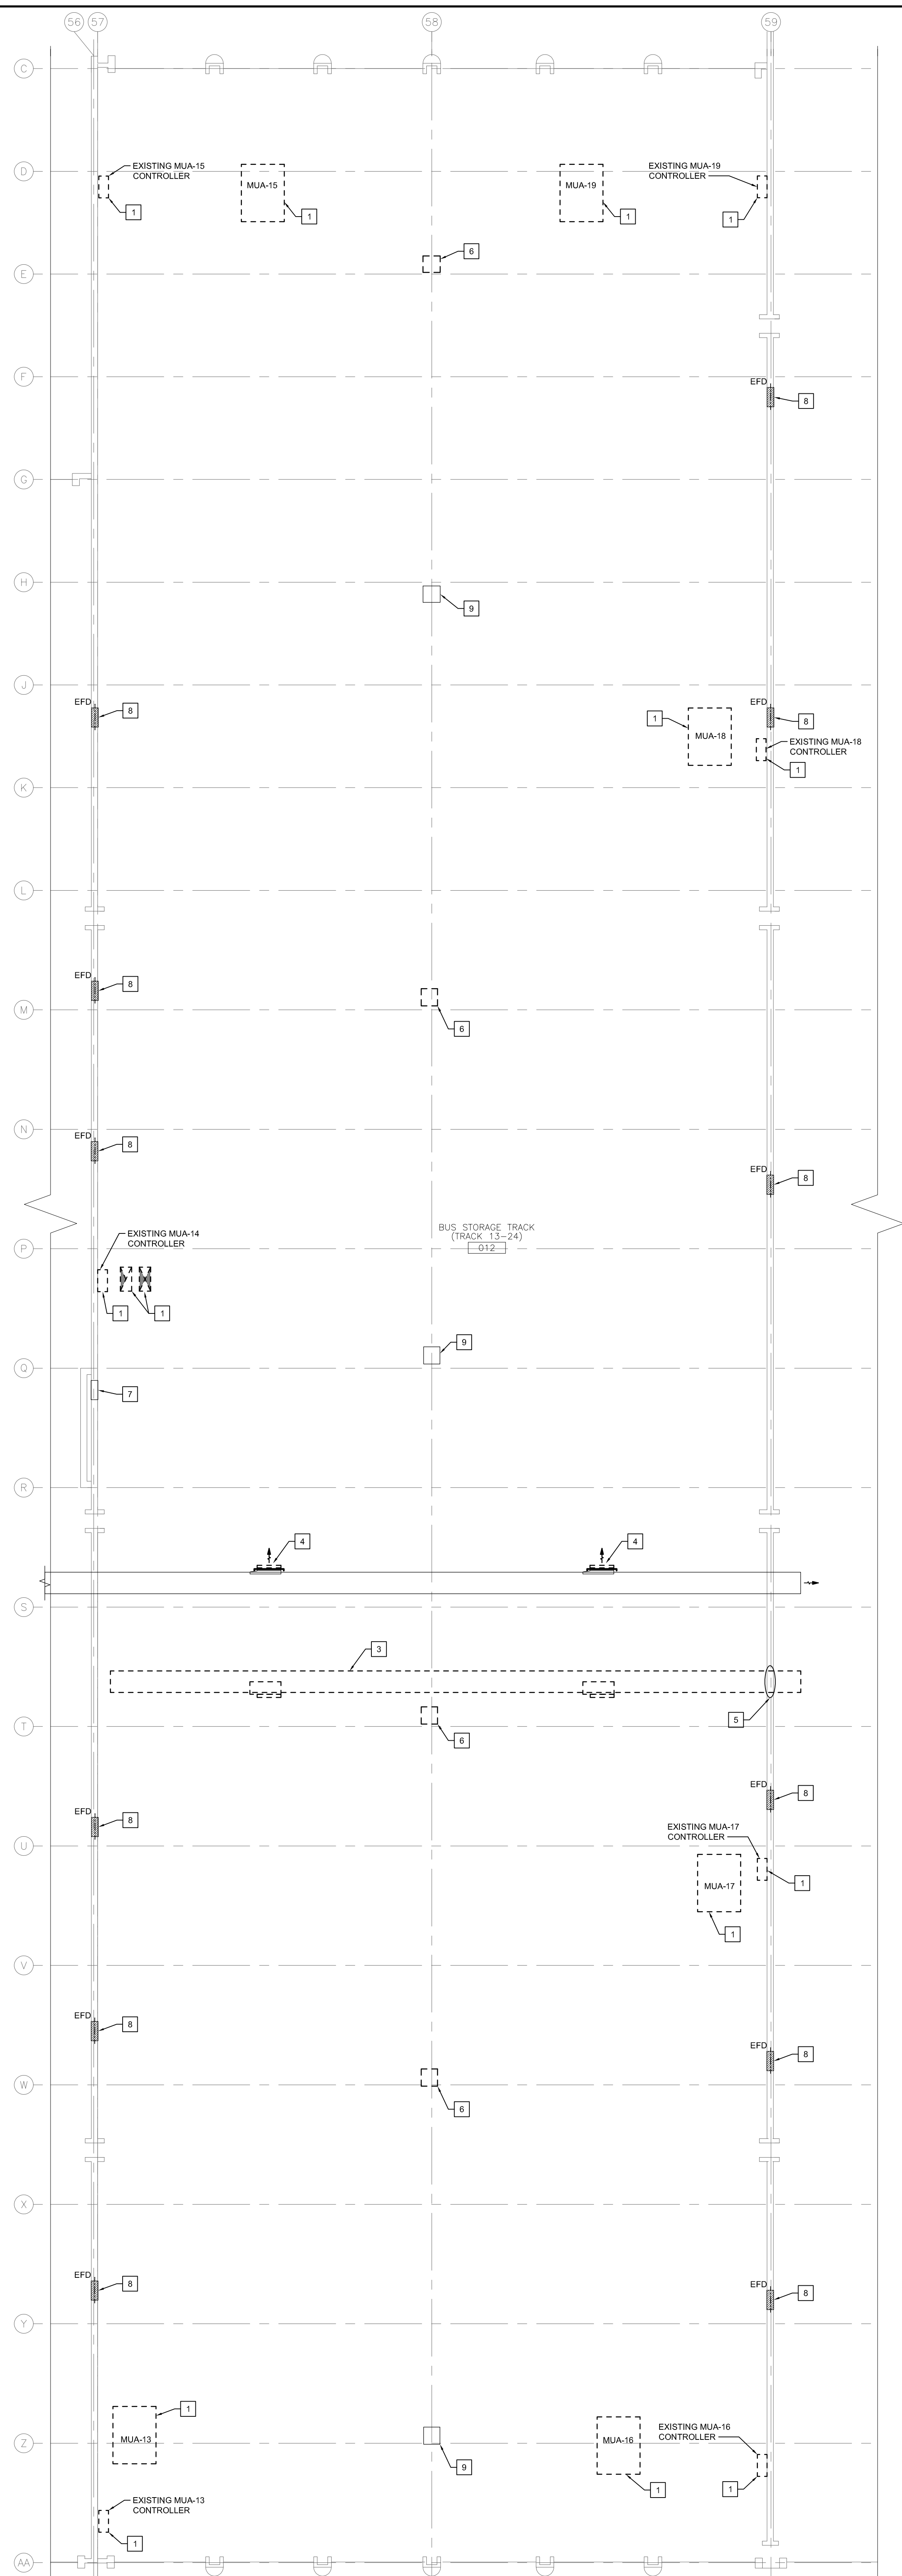 56 57 58 59
C
D
EXISTING MUA-15
CONTROLLER
1
MUA-15
1
MUA-19
1
EXISTING MUA-19
CONTROLLER
1
6
E
F
EFD
8
G
H
9
J
EFD
8
1
MUA-18
EFD
8
EXISTING MUA-18
CONTROLLER
1
K
L
EFD
8
M
6
N
EFD
8
EFD
8
BUS STORAGE TRACK
(TRACK 13-24)
012
P
EXISTING MUA-14
CONTROLLER
1
1
9
Q
7
R
4
4
S
3
5
T
6
EFD
8
EFD
8
U
EXISTING MUA-17
CONTROLLER
1
MUA-17
1
V
EFD
8
EFD
8
W
6
X
EFD
8
EFD
8
Y
1
MUA-13
Z
9
MUA-16
1
EXISTING MUA-16
CONTROLLER
1
EXISTING MUA-13
CONTROLLER
1
AA